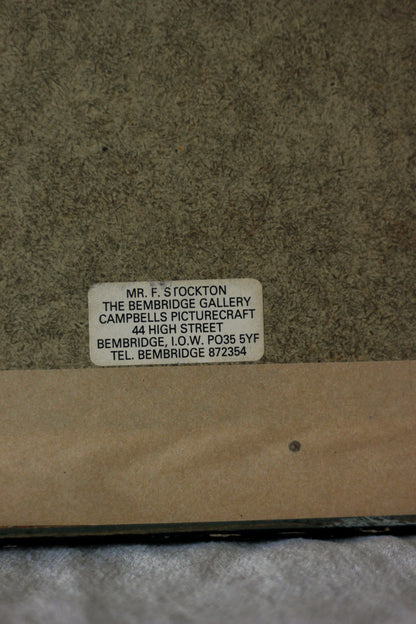 MR. F. STOCKTON
THE BEMBRIDGE GALLERY
CAMPBELLS PICTURECRAFT
44 HIGH STREET
BEMBRIDGE, I.O.W. PO35 5YF
TEL. BEMBRIDGE 872354